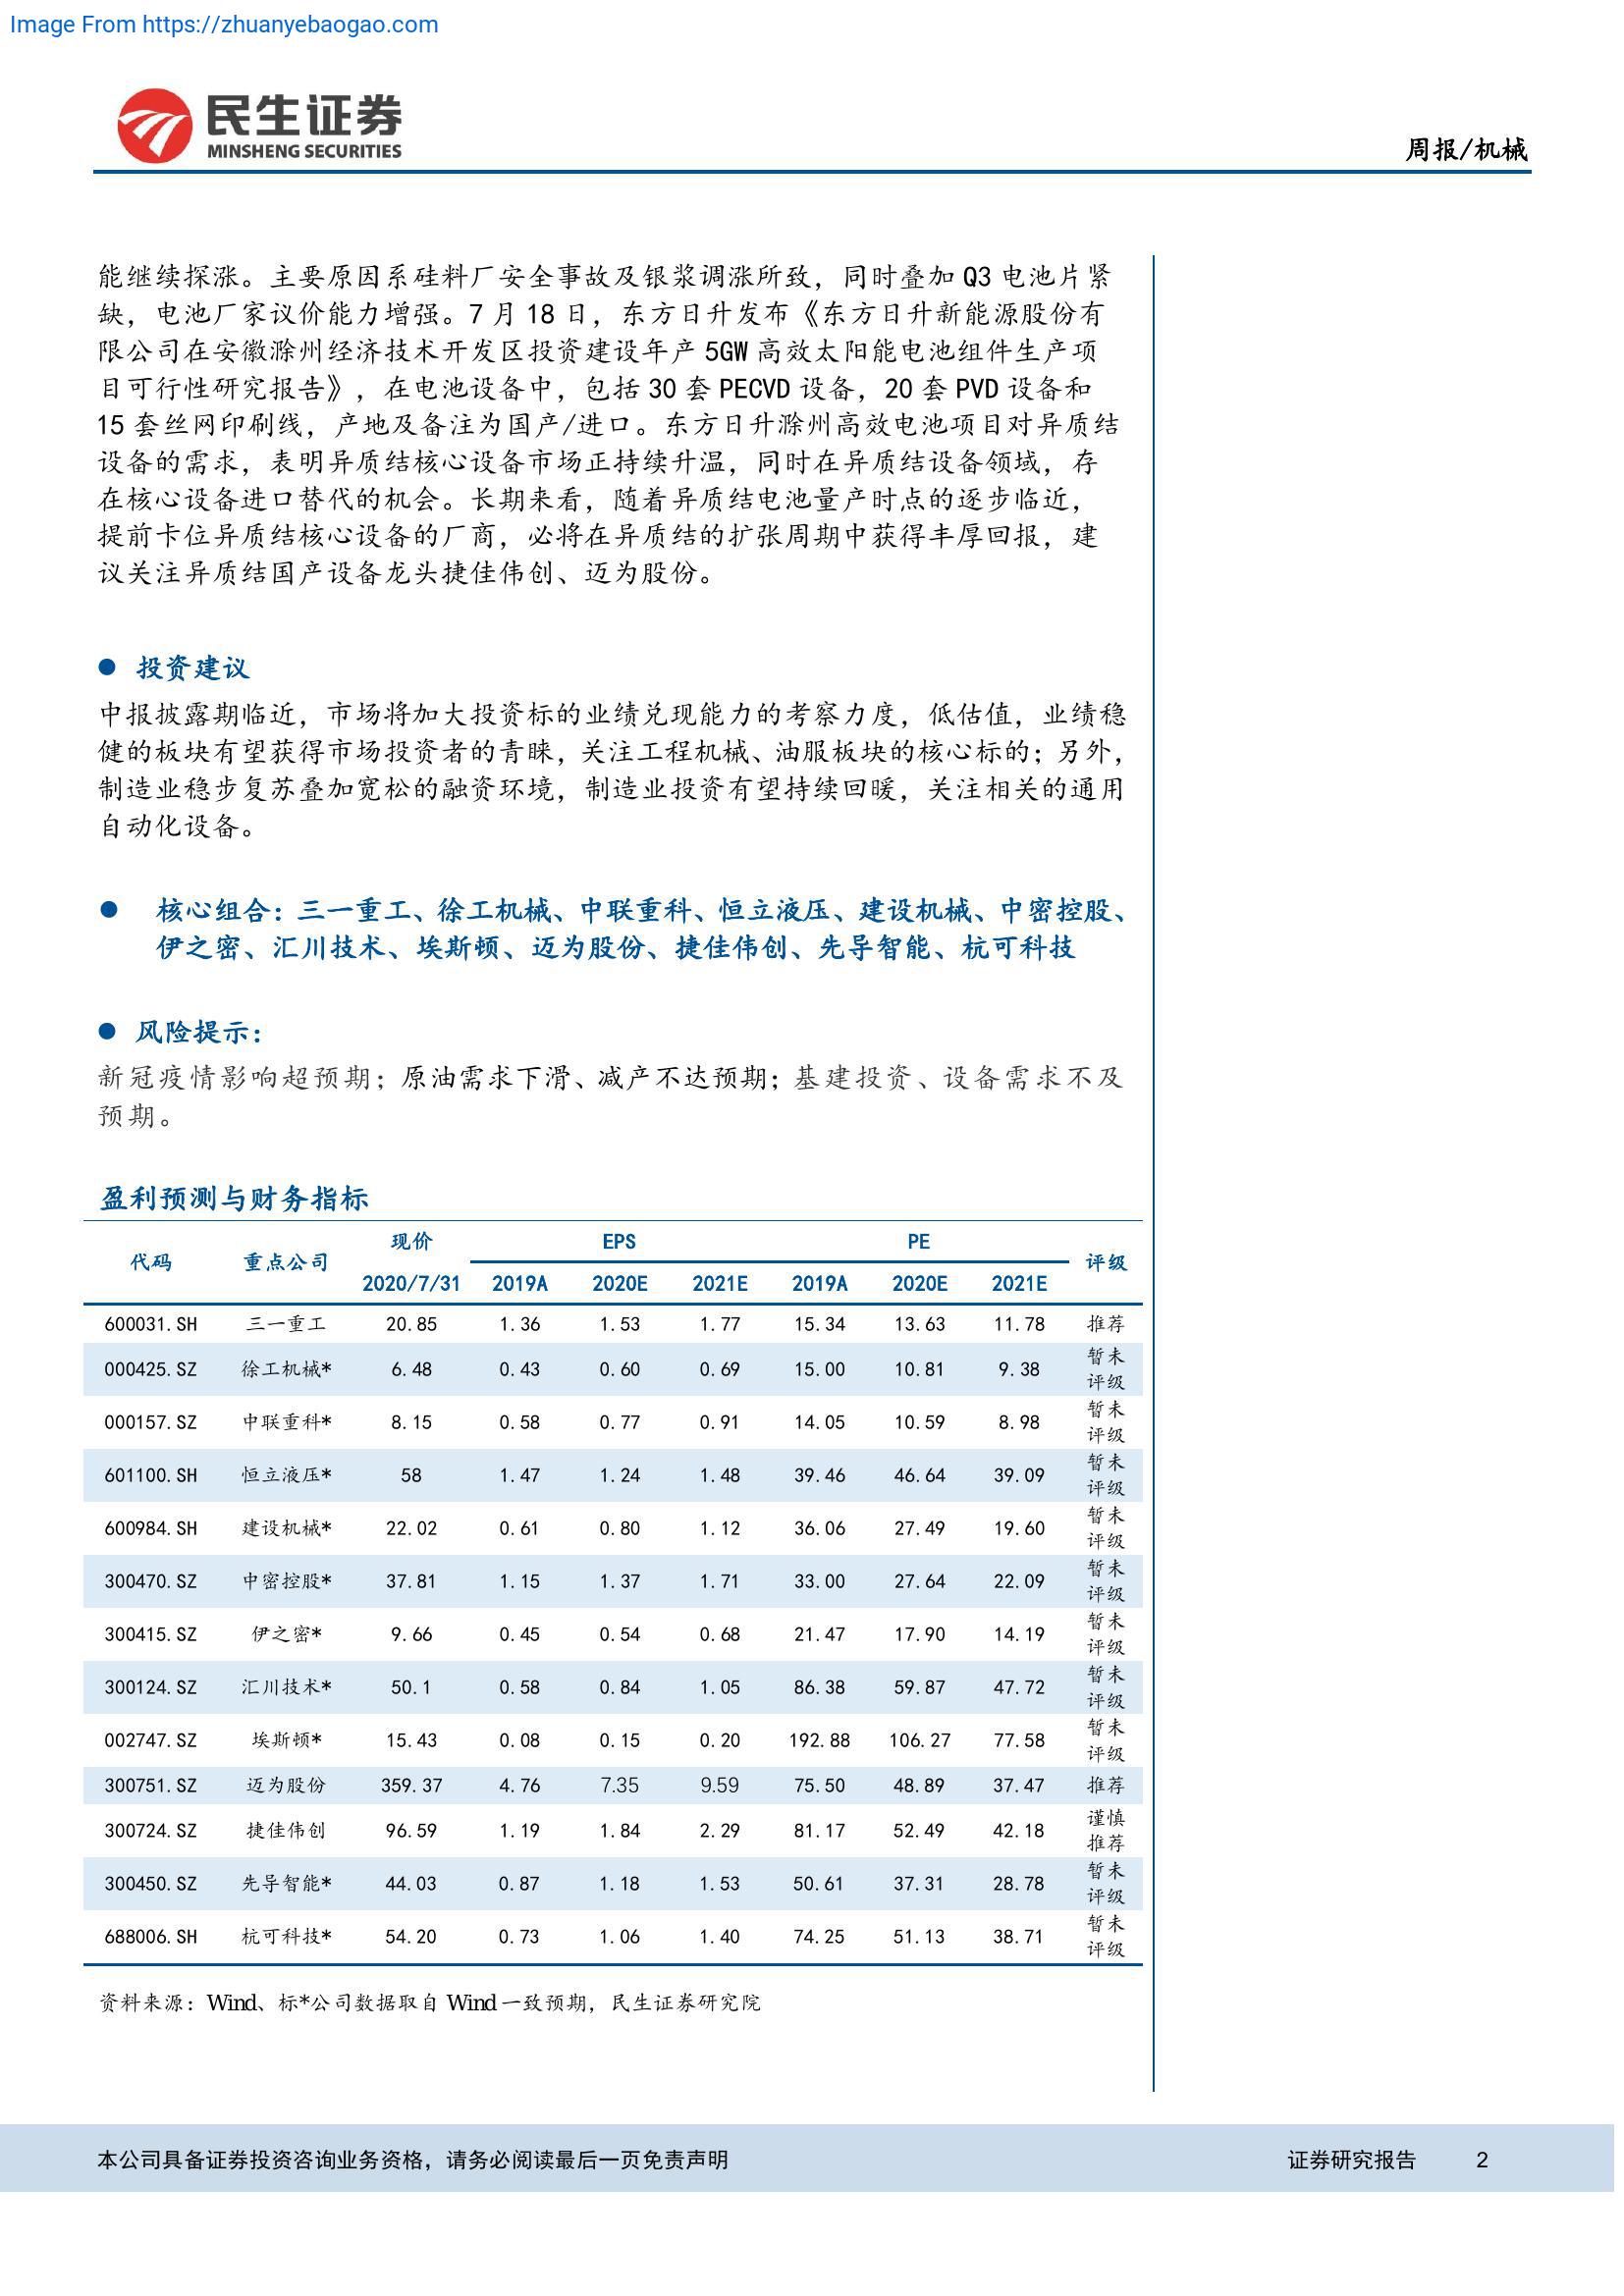 Image From https://zhuanyebaogao.com
民生证券
MINSHENG SECURITIES
周报/机械
能继续探涨。主要原因系硅料厂安全事故及银浆调涨所致，同时叠加 Q3 电池片紧
缺，电池厂家议价能力增强。7 月 18 日，东方日升发布《东方日升新能源股份有
限公司在安徽滁州经济技术开发区投资建设年产 5GW 高效太阳能电池组件生产项
目可行性研究报告》，在电池设备中，包括 30 套 PECVD 设备，20 套 PVD 设备和
15 套丝网印刷线，产地及备注为国产/进口。东方日升滁州高效电池项目对异质结
设备的需求，表明异质结核心设备市场正持续升温，同时在异质结设备领域，存
在核心设备进口替代的机会。长期来看，随着异质结电池量产时点的逐步临近，
提前卡位异质结核心设备的厂商，必将在异质结的扩张周期中获得丰厚回报，建
议关注异质结国产设备龙头捷佳伟创、迈为股份。
● 投资建议
中报披露期临近，市场将加大投资标的业绩兑现能力的考察力度，低估值，业绩稳
健的板块有望获得市场投资者的青睐，关注工程机械、油服板块的核心标的；另外，
制造业稳步复苏叠加宽松的融资环境，制造业投资有望持续回暖，关注相关的通用
自动化设备。
● 核心组合：三一重工、徐工机械、中联重科、恒立液压、建设机械、中密控股、
伊之密、汇川技术、埃斯顿、迈为股份、捷佳伟创、先导智能、杭可科技
● 风险提示：
新冠疫情影响超预期；原油需求下滑、减产不达预期；基建投资、设备需求不及
预期。
盈利预测与财务指标
代码 重点公司 现价 EPS PE 评级
2020/7/31 2019A 2020E 2021E 2019A 2020E 2021E
600031.SH 三一重工 20.85 1.36 1.53 1.77 15.34 13.63 11.78 推荐
000425.SZ 徐工机械* 6.48 0.43 0.60 0.69 15.00 10.81 9.38 暂未评级
000157.SZ 中联重科* 8.15 0.58 0.77 0.91 14.05 10.59 8.98 暂未评级
601100.SH 恒立液压* 58 1.47 1.24 1.48 39.46 46.64 39.09 暂未评级
600984.SH 建设机械* 22.02 0.61 0.80 1.12 36.06 27.49 19.60 暂未评级
300470.SZ 中密控股* 37.81 1.15 1.37 1.71 33.00 27.64 22.09 暂未评级
300415.SZ 伊之密* 9.66 0.45 0.54 0.68 21.47 17.90 14.19 暂未评级
300124.SZ 汇川技术* 50.1 0.58 0.84 1.05 86.38 59.87 47.72 暂未评级
002747.SZ 埃斯顿* 15.43 0.08 0.15 0.20 192.88 106.27 77.58 暂未评级
300751.SZ 迈为股份 359.37 4.76 7.35 9.59 75.50 48.89 37.47 推荐
300724.SZ 捷佳伟创 96.59 1.19 1.84 2.29 81.17 52.49 42.18 谨慎推荐
300450.SZ 先导智能* 44.03 0.87 1.18 1.53 50.61 37.31 28.78 暂未评级
688006.SH 杭可科技* 54.20 0.73 1.06 1.40 74.25 51.13 38.71 暂未评级
资料来源：Wind、标*公司数据取自 Wind 一致预期，民生证券研究院
本公司具备证券投资咨询业务资格，请务必阅读最后一页免责声明 证券研究报告 2